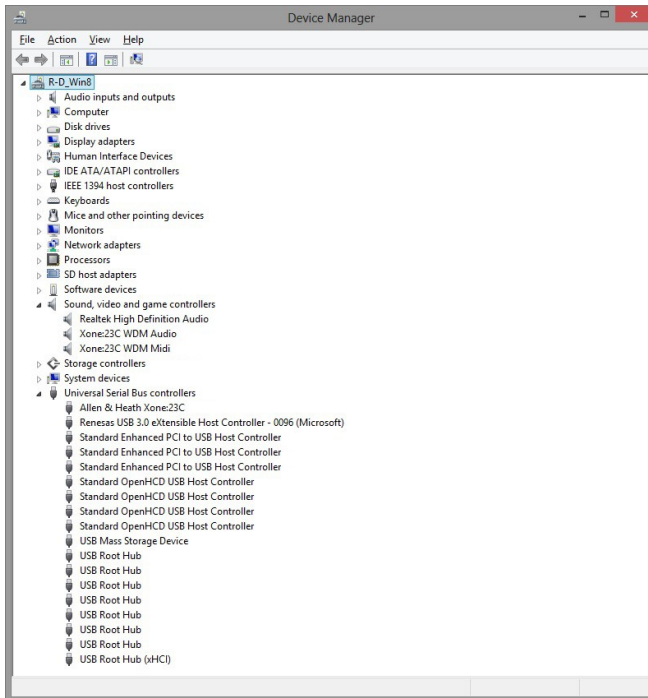 Device Manager
File Action View Help
R-D_Win8
Audio inputs and outputs
Computer
Disk drives
Display adapters
Human Interface Devices
IDE ATA/ATAPI controllers
IEEE 1394 host controllers
Keyboards
Mice and other pointing devices
Monitors
Network adapters
Processors
SD host adapters
Software devices
Sound, video and game controllers
Realtek High Definition Audio
Xone:23C WDM Audio
Xone:23C WDM Midi
Storage controllers
System devices
Universal Serial Bus controllers
Allen & Heath Xone:23C
Renesas USB 3.0 eXtensible Host Controller - 0096 (Microsoft)
Standard Enhanced PCI to USB Host Controller
Standard Enhanced PCI to USB Host Controller
Standard Enhanced PCI to USB Host Controller
Standard OpenHCD USB Host Controller
Standard OpenHCD USB Host Controller
Standard OpenHCD USB Host Controller
Standard OpenHCD USB Host Controller
USB Mass Storage Device
USB Root Hub
USB Root Hub
USB Root Hub
USB Root Hub
USB Root Hub
USB Root Hub
USB Root Hub
USB Root Hub (xHCI)